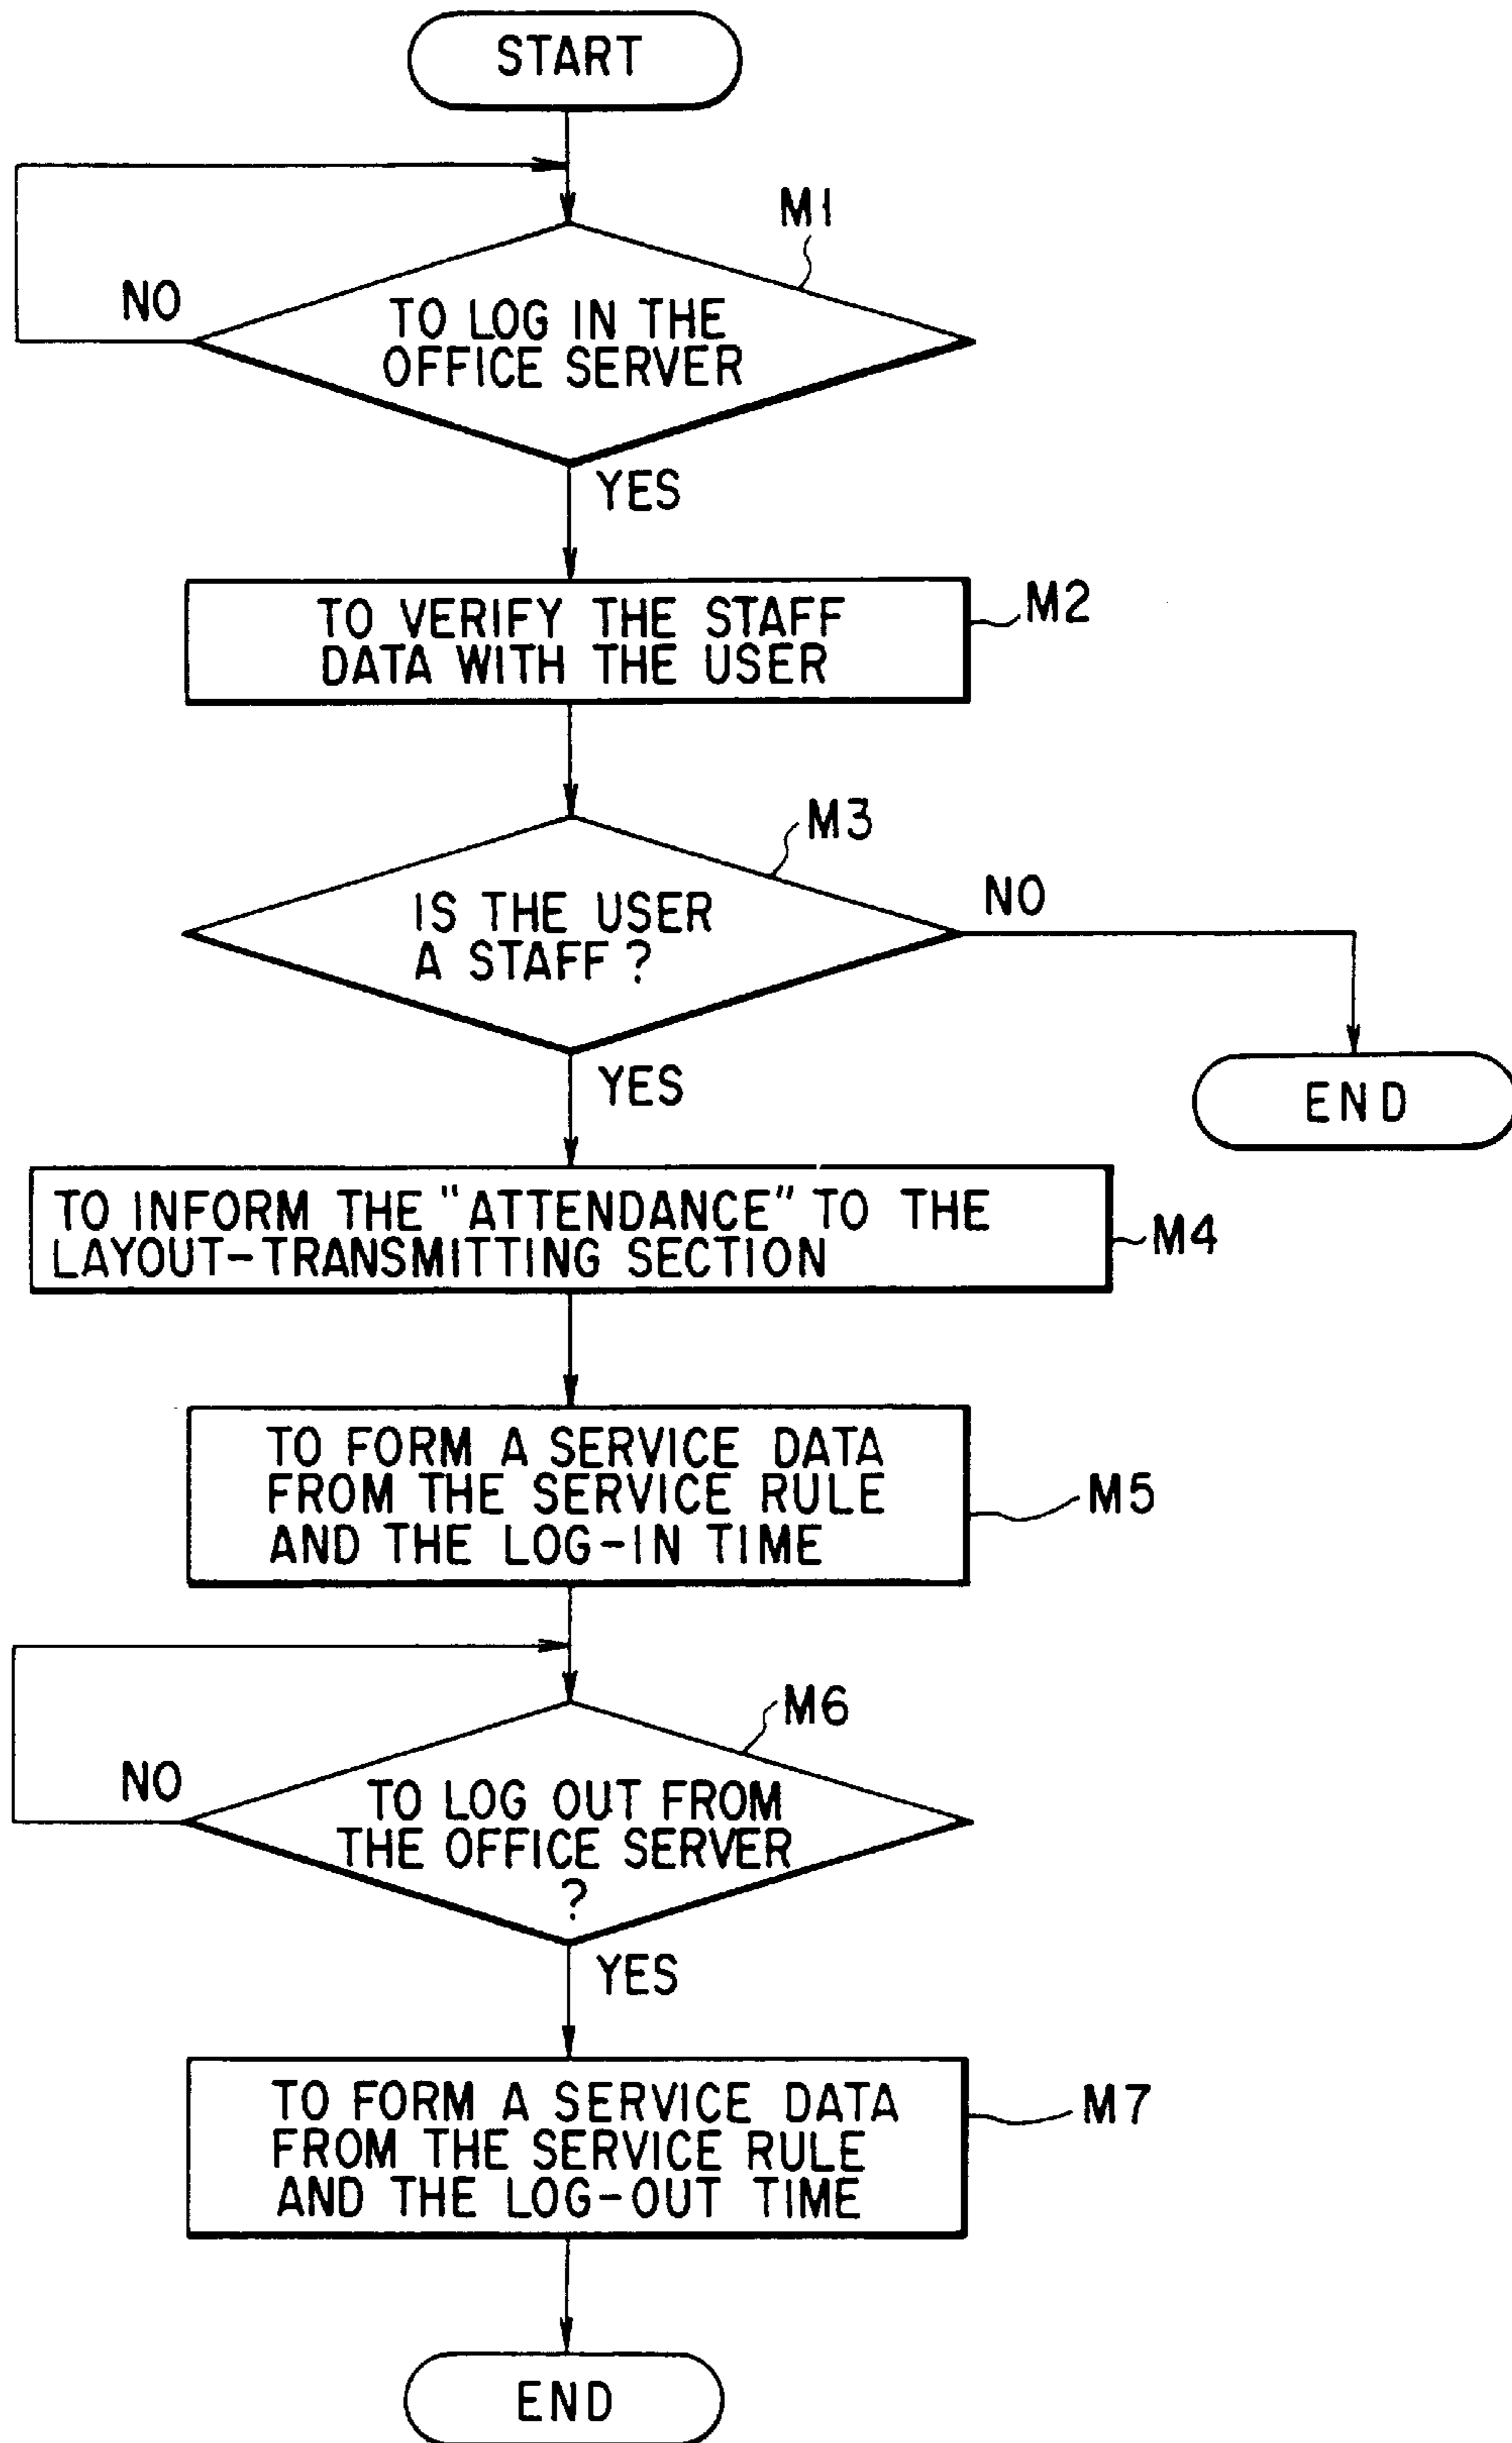 START
M1
NO
TO LOG IN THE
OFFICE SERVER
YES
TO VERIFY THE STAFF
DATA WITH THE USER
M2
M3
IS THE USER
A STAFF ?
NO
YES
END
TO INFORM THE "ATTENDANCE" TO THE
LAYOUT-TRANSMITTING SECTION
M4
TO FORM A SERVICE DATA
FROM THE SERVICE RULE
AND THE LOG-IN TIME
M5
M6
NO
TO LOG OUT FROM
THE OFFICE SERVER
?
YES
TO FORM A SERVICE DATA
FROM THE SERVICE RULE
AND THE LOG-OUT TIME
M7
END